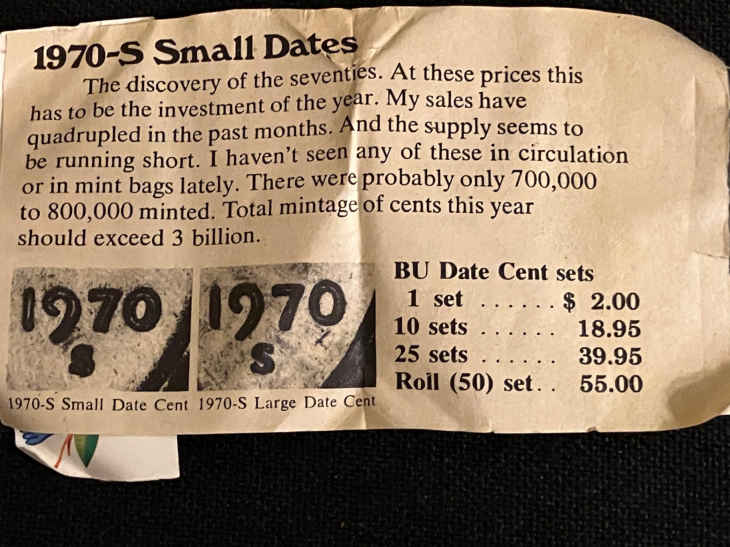 1970-S Small Dates
The discovery of the seventies. At these prices this
has to be the investment of the year. My sales have
quadrupled in the past months. And the supply seems to
be running short. I haven't seen any of these in circulation
or in mint bags lately. There were probably only 700,000
to 800,000 minted. Total mintage of cents this year
should exceed 3 billion.
1970
S
1970-S Small Date Cent
1970
S
1970-S Large Date Cent
BU Date Cent sets
1 set . . . . . . $ 2.00
10 sets . . . . . . 18.95
25 sets . . . . . . 39.95
Roll (50) set . . 55.00